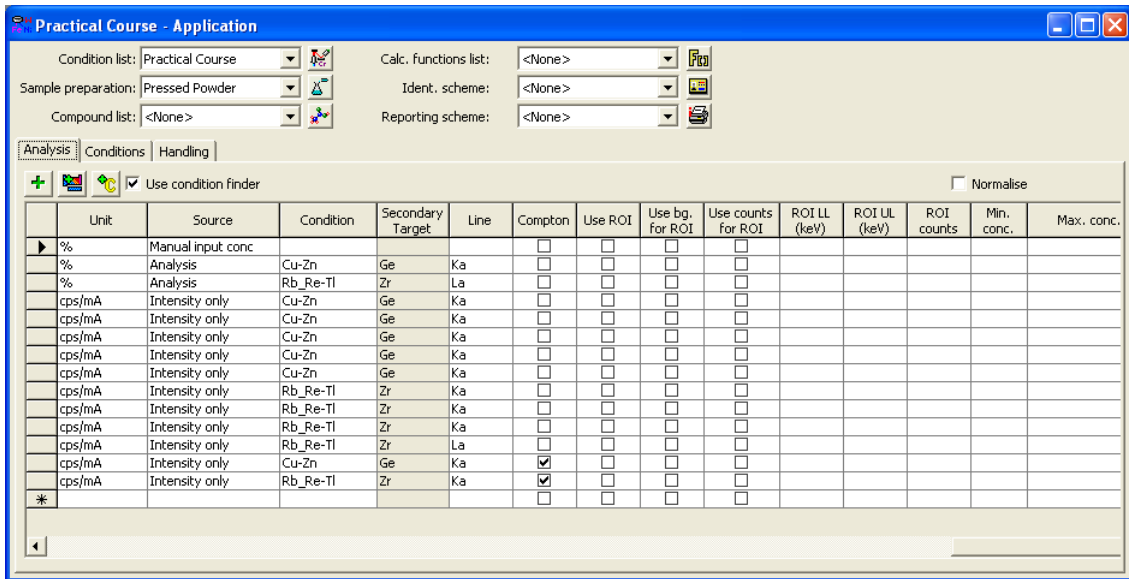 Practical Course - Application
Condition list: Practical Course Calc. functions list: <None>
Sample preparation: Pressed Powder Ident. scheme: <None>
Compound list: <None> Reporting scheme: <None>
Analysis Conditions Handling
Use condition finder Normalise
Unit Source Condition Secondary Target Line Compton Use ROI Use bg. for ROI Use counts for ROI ROI LL (keV) ROI UL (keV) ROI counts Min. conc. Max. conc.
% Manual input conc
% Analysis Cu-Zn Ge Ka
% Analysis Rb_Re-Tl Zr La
cps/mA Intensity only Cu-Zn Ge Ka
cps/mA Intensity only Cu-Zn Ge Ka
cps/mA Intensity only Cu-Zn Ge Ka
cps/mA Intensity only Cu-Zn Ge Ka
cps/mA Intensity only Cu-Zn Ge Ka
cps/mA Intensity only Rb_Re-Tl Zr Ka
cps/mA Intensity only Rb_Re-Tl Zr Ka
cps/mA Intensity only Rb_Re-Tl Zr Ka
cps/mA Intensity only Rb_Re-Tl Zr La
cps/mA Intensity only Cu-Zn Ge Ka
cps/mA Intensity only Rb_Re-Tl Zr Ka